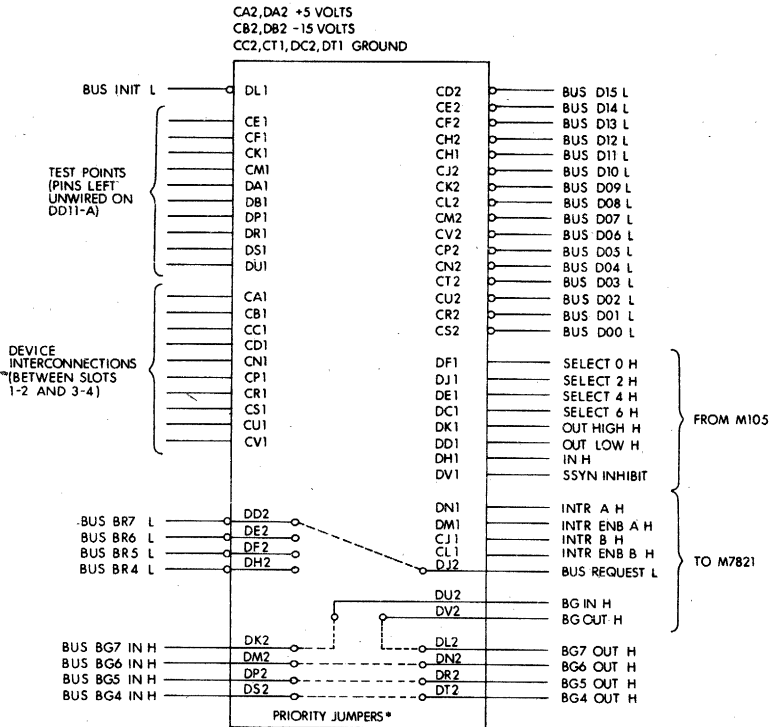 CA2,DA2 +5 VOLTS
CB2,DB2 -15 VOLTS
CC2,CT1,DC2,DT1 GROUND
BUS INIT L
DL1
CE1
CF1
CK1
CM1
DA1
DB1
DP1
DR1
DS1
DU1
TEST POINTS
(PINS LEFT
UNWIRED ON
DD11-A)
CA1
CB1
CC1
CD1
CN1
CP1
CR1
CS1
CU1
CV1
DEVICE
INTERCONNECTIONS
(BETWEEN SLOTS
1-2 AND 3-4)
CD2 BUS D15 L
CE2 BUS D14 L
CF2 BUS D13 L
CH2 BUS D12 L
CH1 BUS D11 L
CJ2 BUS D10 L
CK2 BUS D09 L
CL2 BUS D08 L
CM2 BUS D07 L
CV2 BUS D06 L
CP2 BUS D05 L
CN2 BUS D04 L
CT2 BUS D03 L
CU2 BUS D02 L
CR2 BUS D01 L
CS2 BUS D00 L
DF1 SELECT 0 H
DJ1 SELECT 2 H
DE1 SELECT 4 H
DC1 SELECT 6 H
DK1 OUT HIGH H
DD1 OUT LOW H
DH1 IN H
DV1 SSYN INHIBIT
FROM M105
DN1 INTR A H
DM1 INTR ENB A H
CJ1 INTR B H
CL1 INTR ENB B H
DJ2 BUS REQUEST L
DU2 BG IN H
DV2 BG OUT H
TO M7821
BUS BR7 L DD2
BUS BR6 L DE2
BUS BR5 L DF2
BUS BR4 L DH2
BUS BG7 IN H DK2
BUS BG6 IN H DM2
BUS BG5 IN H DP2
BUS BG4 IN H DS2
DL2 BG7 OUT H
DN2 BG6 OUT H
DR2 BG5 OUT H
DT2 BG4 OUT H
PRIORITY JUMPERS*